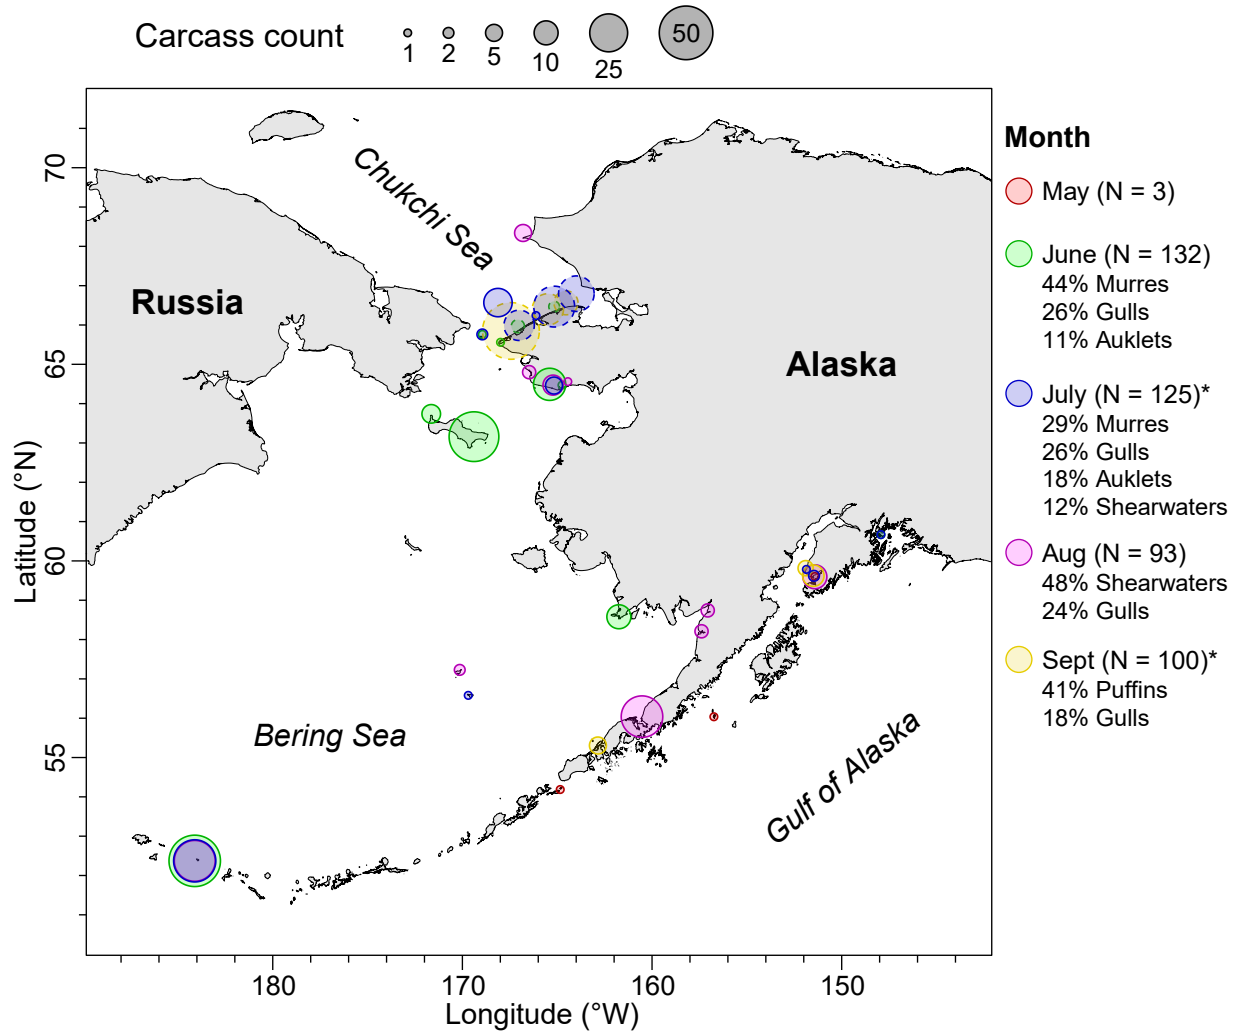 Carcass count
1
2
5
10
25
50
Month
May (N = 3)
June (N = 132)
44% Murres
26% Gulls
11% Auklets
July (N = 125)*
29% Murres
26% Gulls
18% Auklets
12% Shearwaters
Aug (N = 93)
48% Shearwaters
24% Gulls
Sept (N = 100)*
41% Puffins
18% Gulls
Chukchi Sea
Russia
Alaska
Bering Sea
Gulf of Alaska
70
65
60
55
Latitude (°N)
180
170
160
150
Longitude (°W)